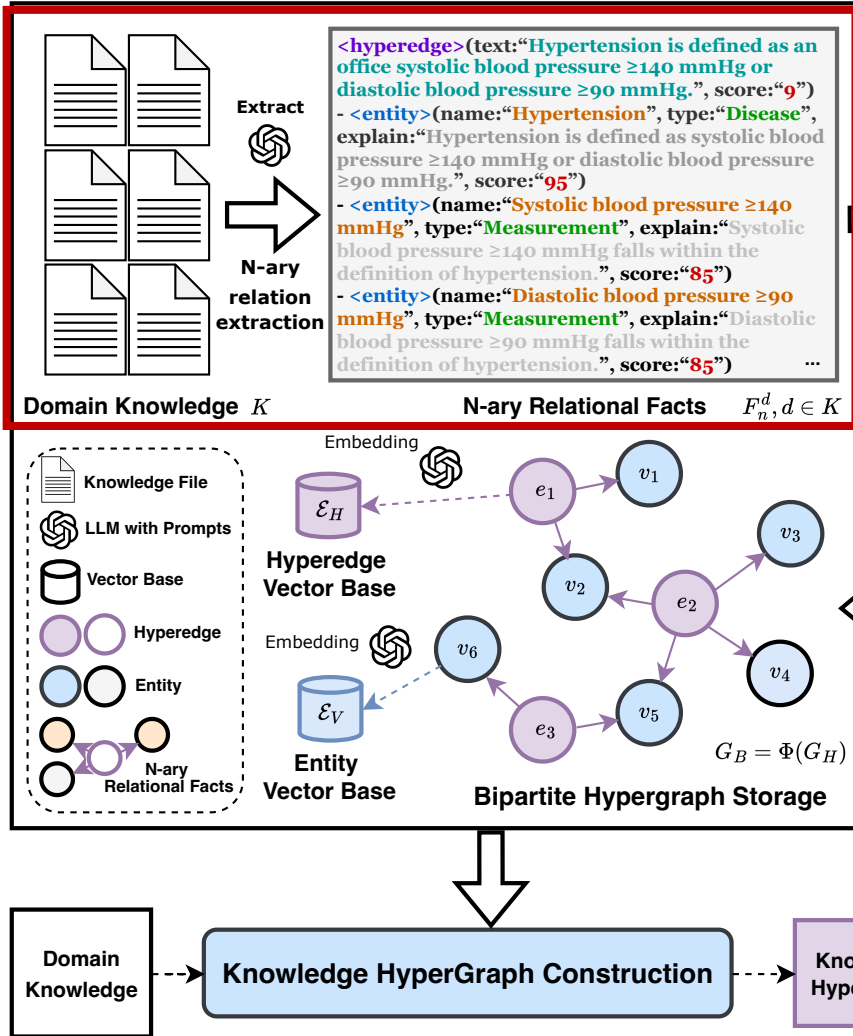 Extract
N-ary
relation
extraction
<hyperedge>(text:“Hypertension is defined as an
office systolic blood pressure ≥140 mmHg or
diastolic blood pressure ≥90 mmHg.”, score:“9”)
- <entity>(name:“Hypertension”, type:“Disease”,
explain:“Hypertension is defined as systolic blood
pressure ≥140 mmHg or diastolic blood pressure
≥90 mmHg.”, score:“95”)
- <entity>(name:“Systolic blood pressure ≥140
mmHg”, type:“Measurement”, explain:“Systolic
blood pressure ≥140 mmHg falls within the
definition of hypertension.”, score:“85”)
- <entity>(name:“Diastolic blood pressure ≥90
mmHg”, type:“Measurement”, explain:“Diastolic
blood pressure ≥90 mmHg falls within the
definition of hypertension.”, score:“85”) ...
Domain Knowledge K
N-ary Relational Facts F_n^d, d ∈ K
Knowledge File
LLM with Prompts
Vector Base
Hyperedge
Entity
N-ary
Relational Facts
Embedding
ℰ_H
Hyperedge
Vector Base
Embedding
ℰ_V
Entity
Vector Base
e_1
v_1
v_2
v_3
e_2
v_4
v_6
e_3
v_5
G_B = Φ(G_H)
Bipartite Hypergraph Storage
Domain
Knowledge
Knowledge HyperGraph Construction
Kno
Hype